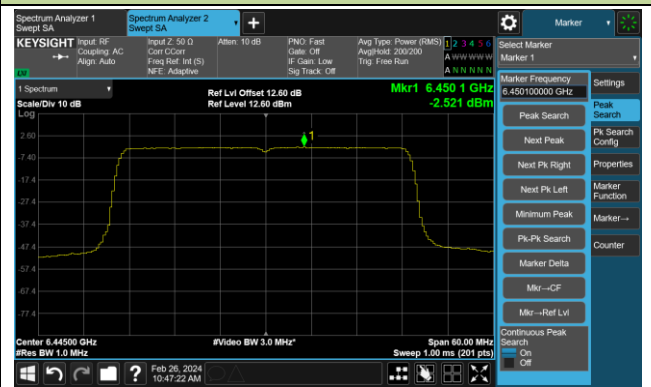 Spectrum Analyzer 1
Swept SA
Spectrum Analyzer 2
Swept SA
+
Marker
KEYSIGHT
Input: RF
Coupling: AC
Align: Auto
Input Z: 50 Ω
Corr CCorr
Freq Ref: Int (S)
NFE: Adaptive
Atten: 10 dB
PNO: Fast
Gate: Off
IF Gain: Low
Sig Track: Off
Avg Type: Power (RMS)
Avg|Hold: 200/200
Trig: Free Run
1 2 3 4 5 6
A W W W W W
A N N N N N
Select Marker
Marker 1
LXI
1 Spectrum
Scale/Div 10 dB
Log
Ref Lvl Offset 12.60 dB
Ref Level 12.60 dBm
Mkr1 6.450 1 GHz
-2.521 dBm
1
2.60
-7.40
-17.4
-27.4
-37.4
-47.4
-57.4
-67.4
-77.4
Center 6.44500 GHz
#Res BW 1.0 MHz
#Video BW 3.0 MHz*
Span 60.00 MHz
Sweep 1.00 ms (201 pts)
Marker Frequency
6.450100000 GHz
Peak Search
Next Peak
Next Pk Right
Next Pk Left
Minimum Peak
Pk-Pk Search
Marker Delta
Mkr→CF
Mkr→Ref Lvl
Continuous Peak
Search
On
Off
Settings
Peak
Search
Pk Search
Config
Properties
Marker
Function
Marker→
Counter
?
Feb 26, 2024
10:47:22 AM